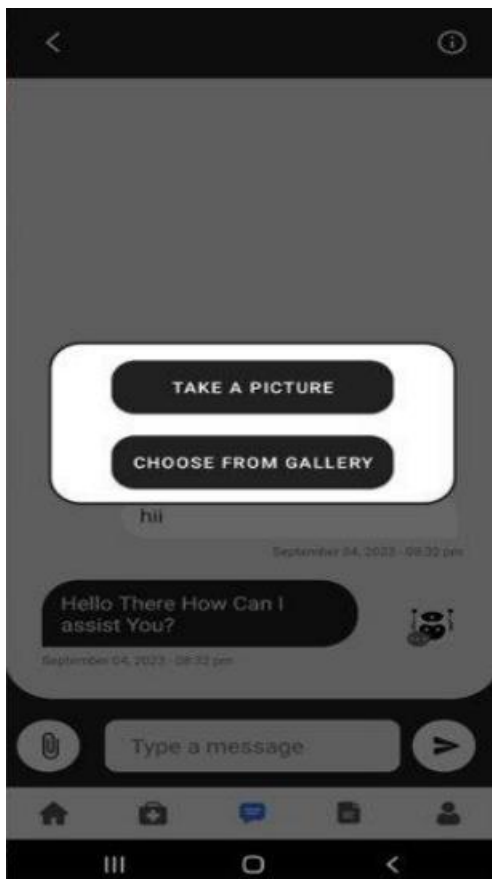 TAKE A PICTURE
CHOOSE FROM GALLERY
hii
September 04, 2023 - 08:32 pm
Hello There How Can I
assist You?
September 04, 2023 - 08:32 pm
Type a message